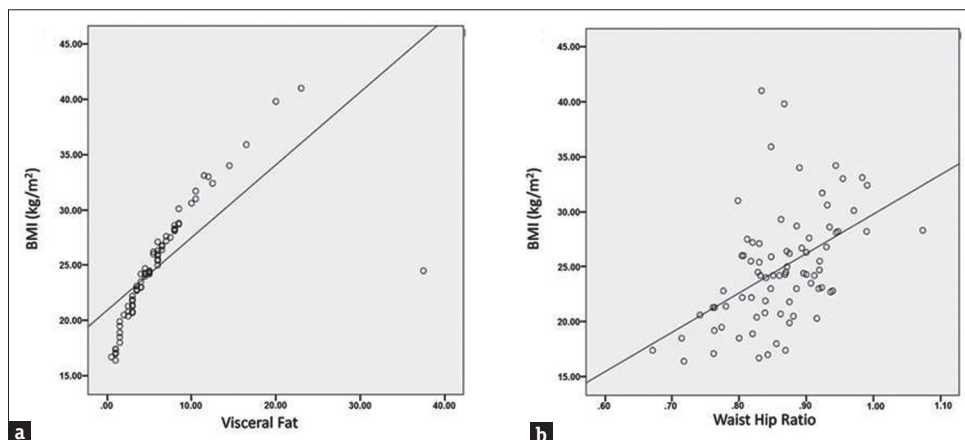 45.00
40.00
35.00
30.00
25.00
20.00
15.00
BMI (kg/m²)
.00 10.00 20.00 30.00 40.00
Visceral Fat
a
45.00
40.00
35.00
30.00
25.00
20.00
15.00
BMI (kg/m²)
.60 .70 .80 .90 1.00 1.10
Waist Hip Ratio
b